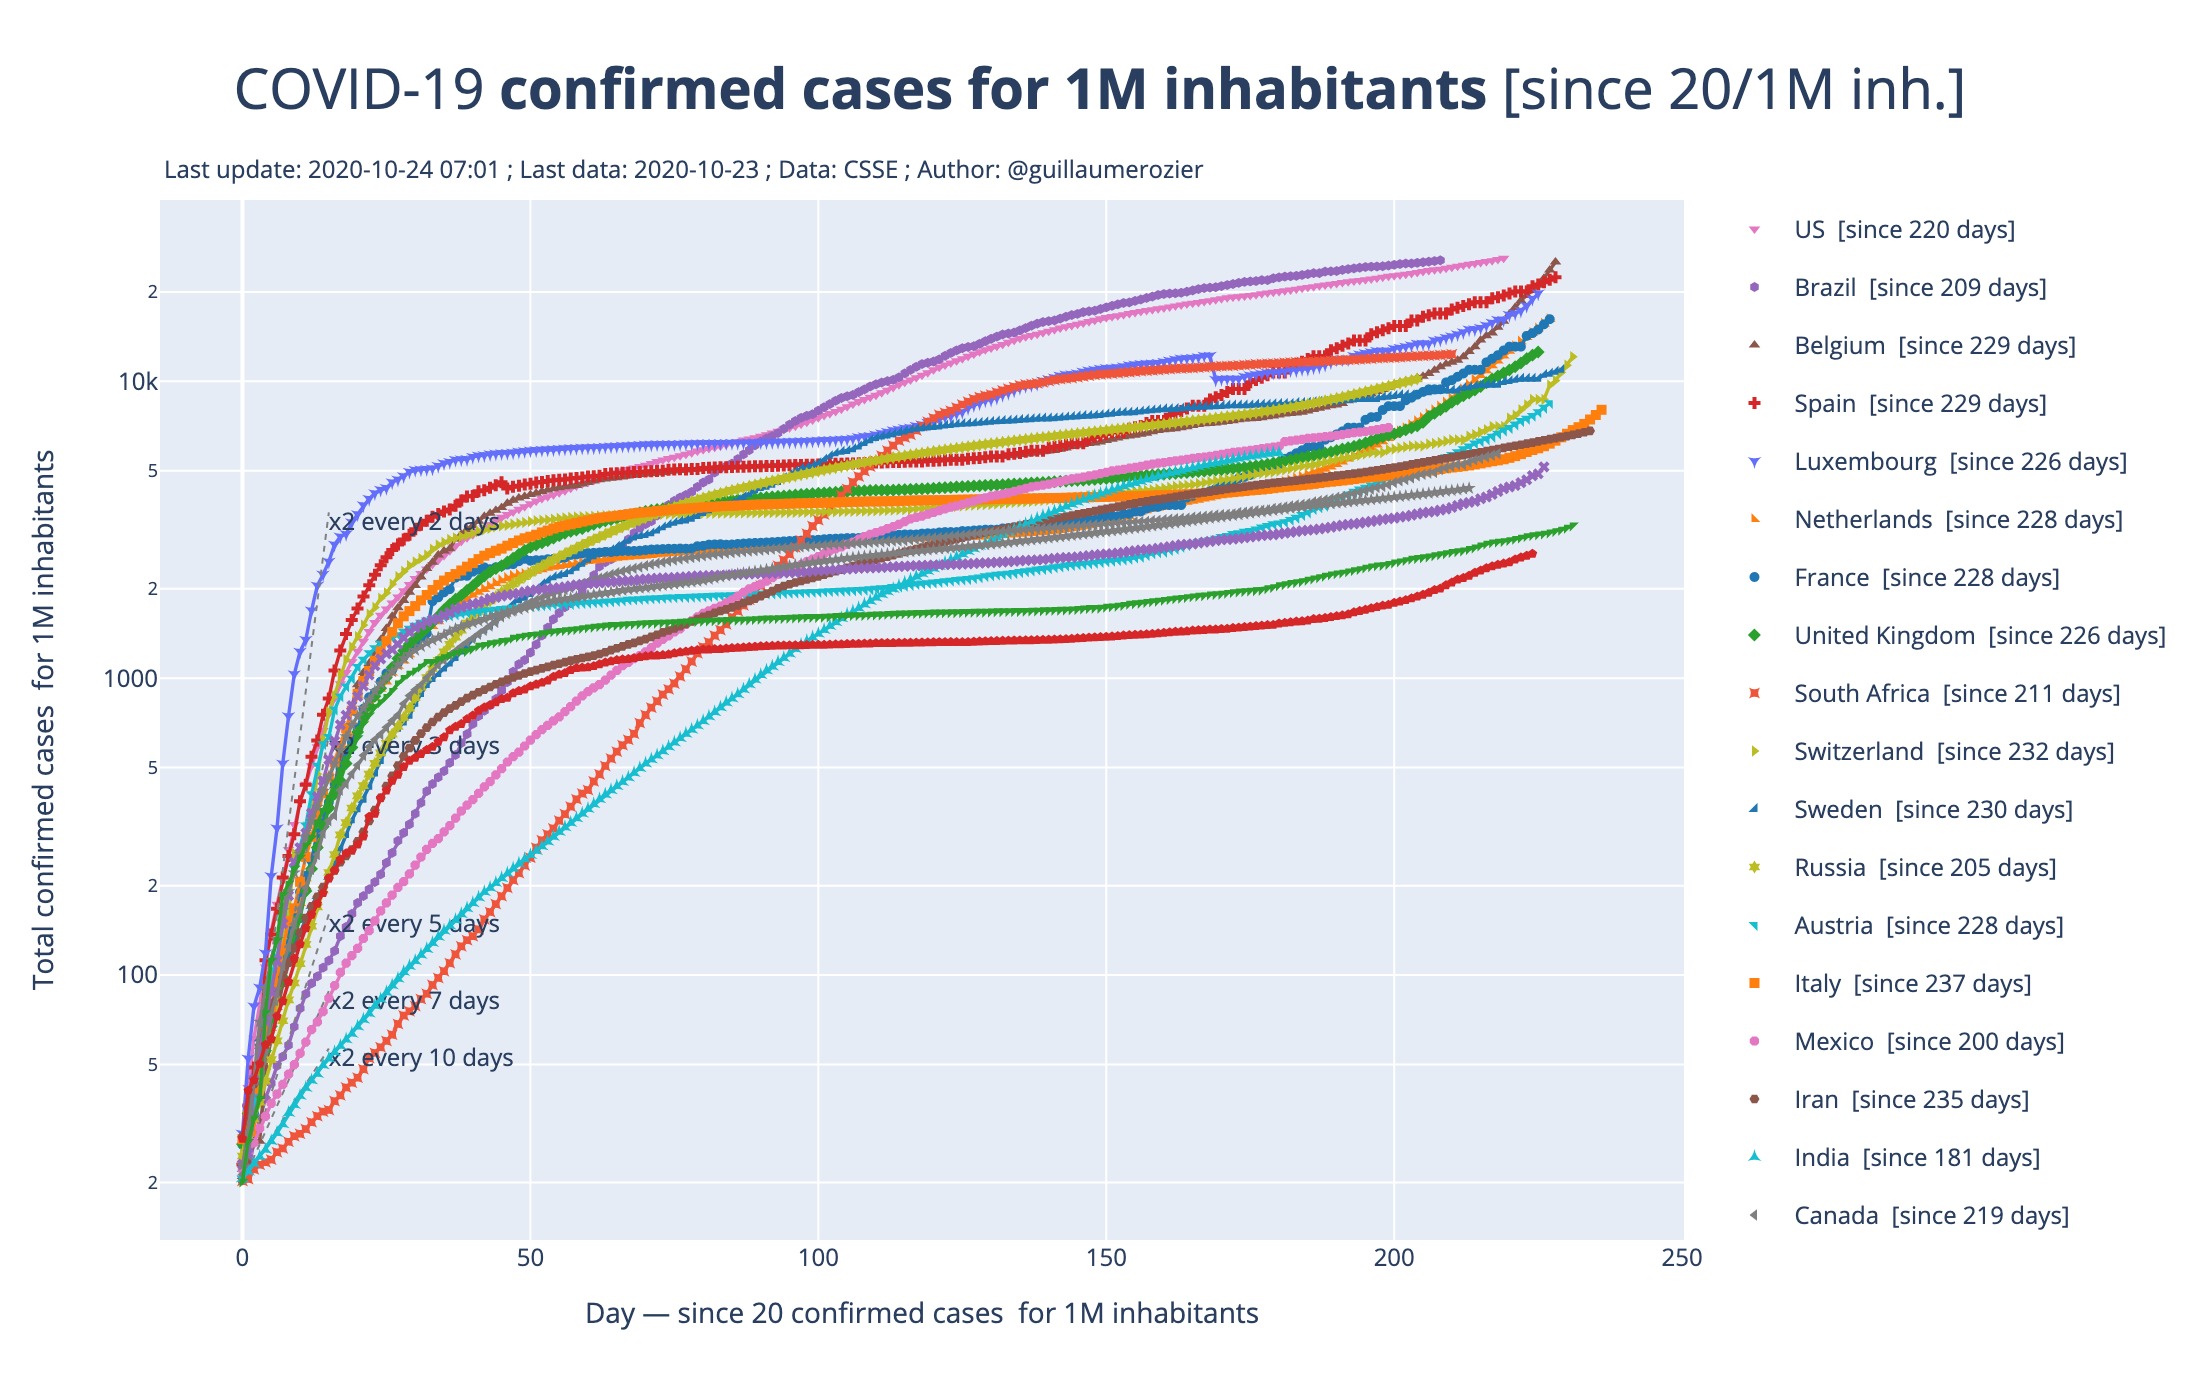 COVID-19 confirmed cases for 1M inhabitants [since 20/1M inh.]
Last update: 2020-10-24 07:01 ; Last data: 2020-10-23 ; Data: CSSE ; Author: @guillaumerozier
Total confirmed cases for 1M inhabitants
2
10k
5
2
1000
5
2
100
5
2
x2 every 2 days
x2 every 3 days
x2 every 5 days
x2 every 7 days
x2 every 10 days
0 50 100 150 200 250
Day — since 20 confirmed cases for 1M inhabitants
US [since 220 days]
Brazil [since 209 days]
Belgium [since 229 days]
Spain [since 229 days]
Luxembourg [since 226 days]
Netherlands [since 228 days]
France [since 228 days]
United Kingdom [since 226 days]
South Africa [since 211 days]
Switzerland [since 232 days]
Sweden [since 230 days]
Russia [since 205 days]
Austria [since 228 days]
Italy [since 237 days]
Mexico [since 200 days]
Iran [since 235 days]
India [since 181 days]
Canada [since 219 days]